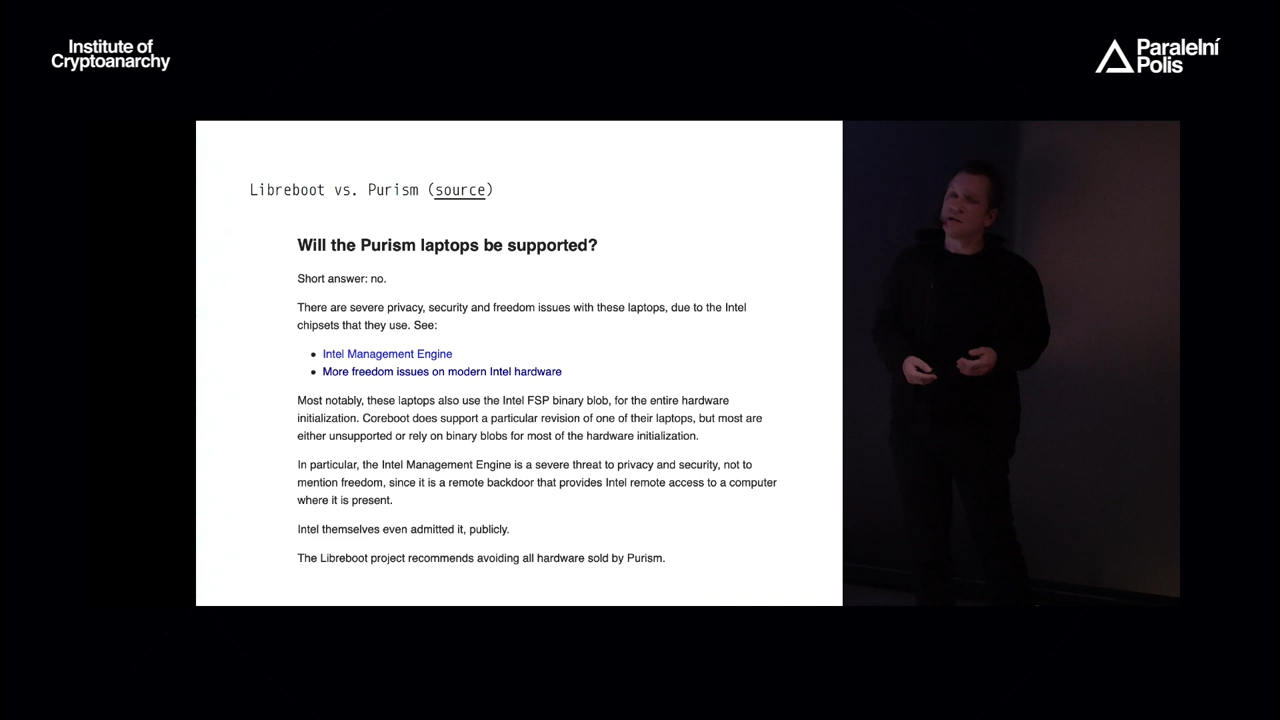 Institute of
Cryptoanarchy
Paralelní
Polis
Libreboot vs. Purism (source)
Will the Purism laptops be supported?
Short answer: no.
There are severe privacy, security and freedom issues with these laptops, due to the Intel
chipsets that they use. See:
• Intel Management Engine
• More freedom issues on modern Intel hardware
Most notably, these laptops also use the Intel FSP binary blob, for the entire hardware
initialization. Coreboot does support a particular revision of one of their laptops, but most are
either unsupported or rely on binary blobs for most of the hardware initialization.
In particular, the Intel Management Engine is a severe threat to privacy and security, not to
mention freedom, since it is a remote backdoor that provides Intel remote access to a computer
where it is present.
Intel themselves even admitted it, publicly.
The Libreboot project recommends avoiding all hardware sold by Purism.